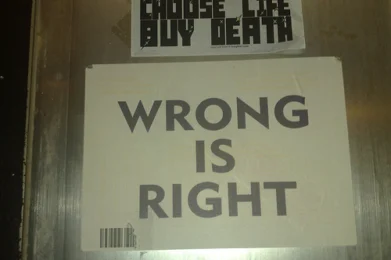 CHOOSE LIFE
BUY DEATH
WRONG
IS
RIGHT